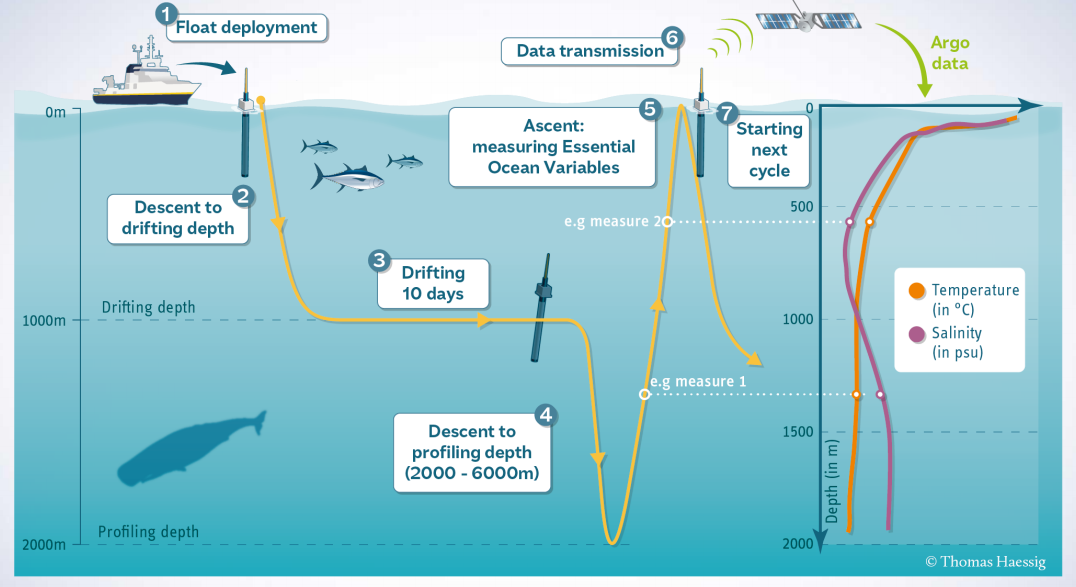 1
Float deployment
6
Data transmission
Argo
data
0m
5
Ascent:
measuring Essential
Ocean Variables
7
Starting
next
cycle
0
2
Descent to
drifting depth
500
e.g measure 2
3
Drifting
10 days
Drifting depth
1000m
1000
Temperature
(in °C)
Salinity
(in psu)
e.g measure 1
4
Descent to
profiling depth
(2000 - 6000m)
1500
Depth (in m)
Profiling depth
2000m
2000
© Thomas Haessig